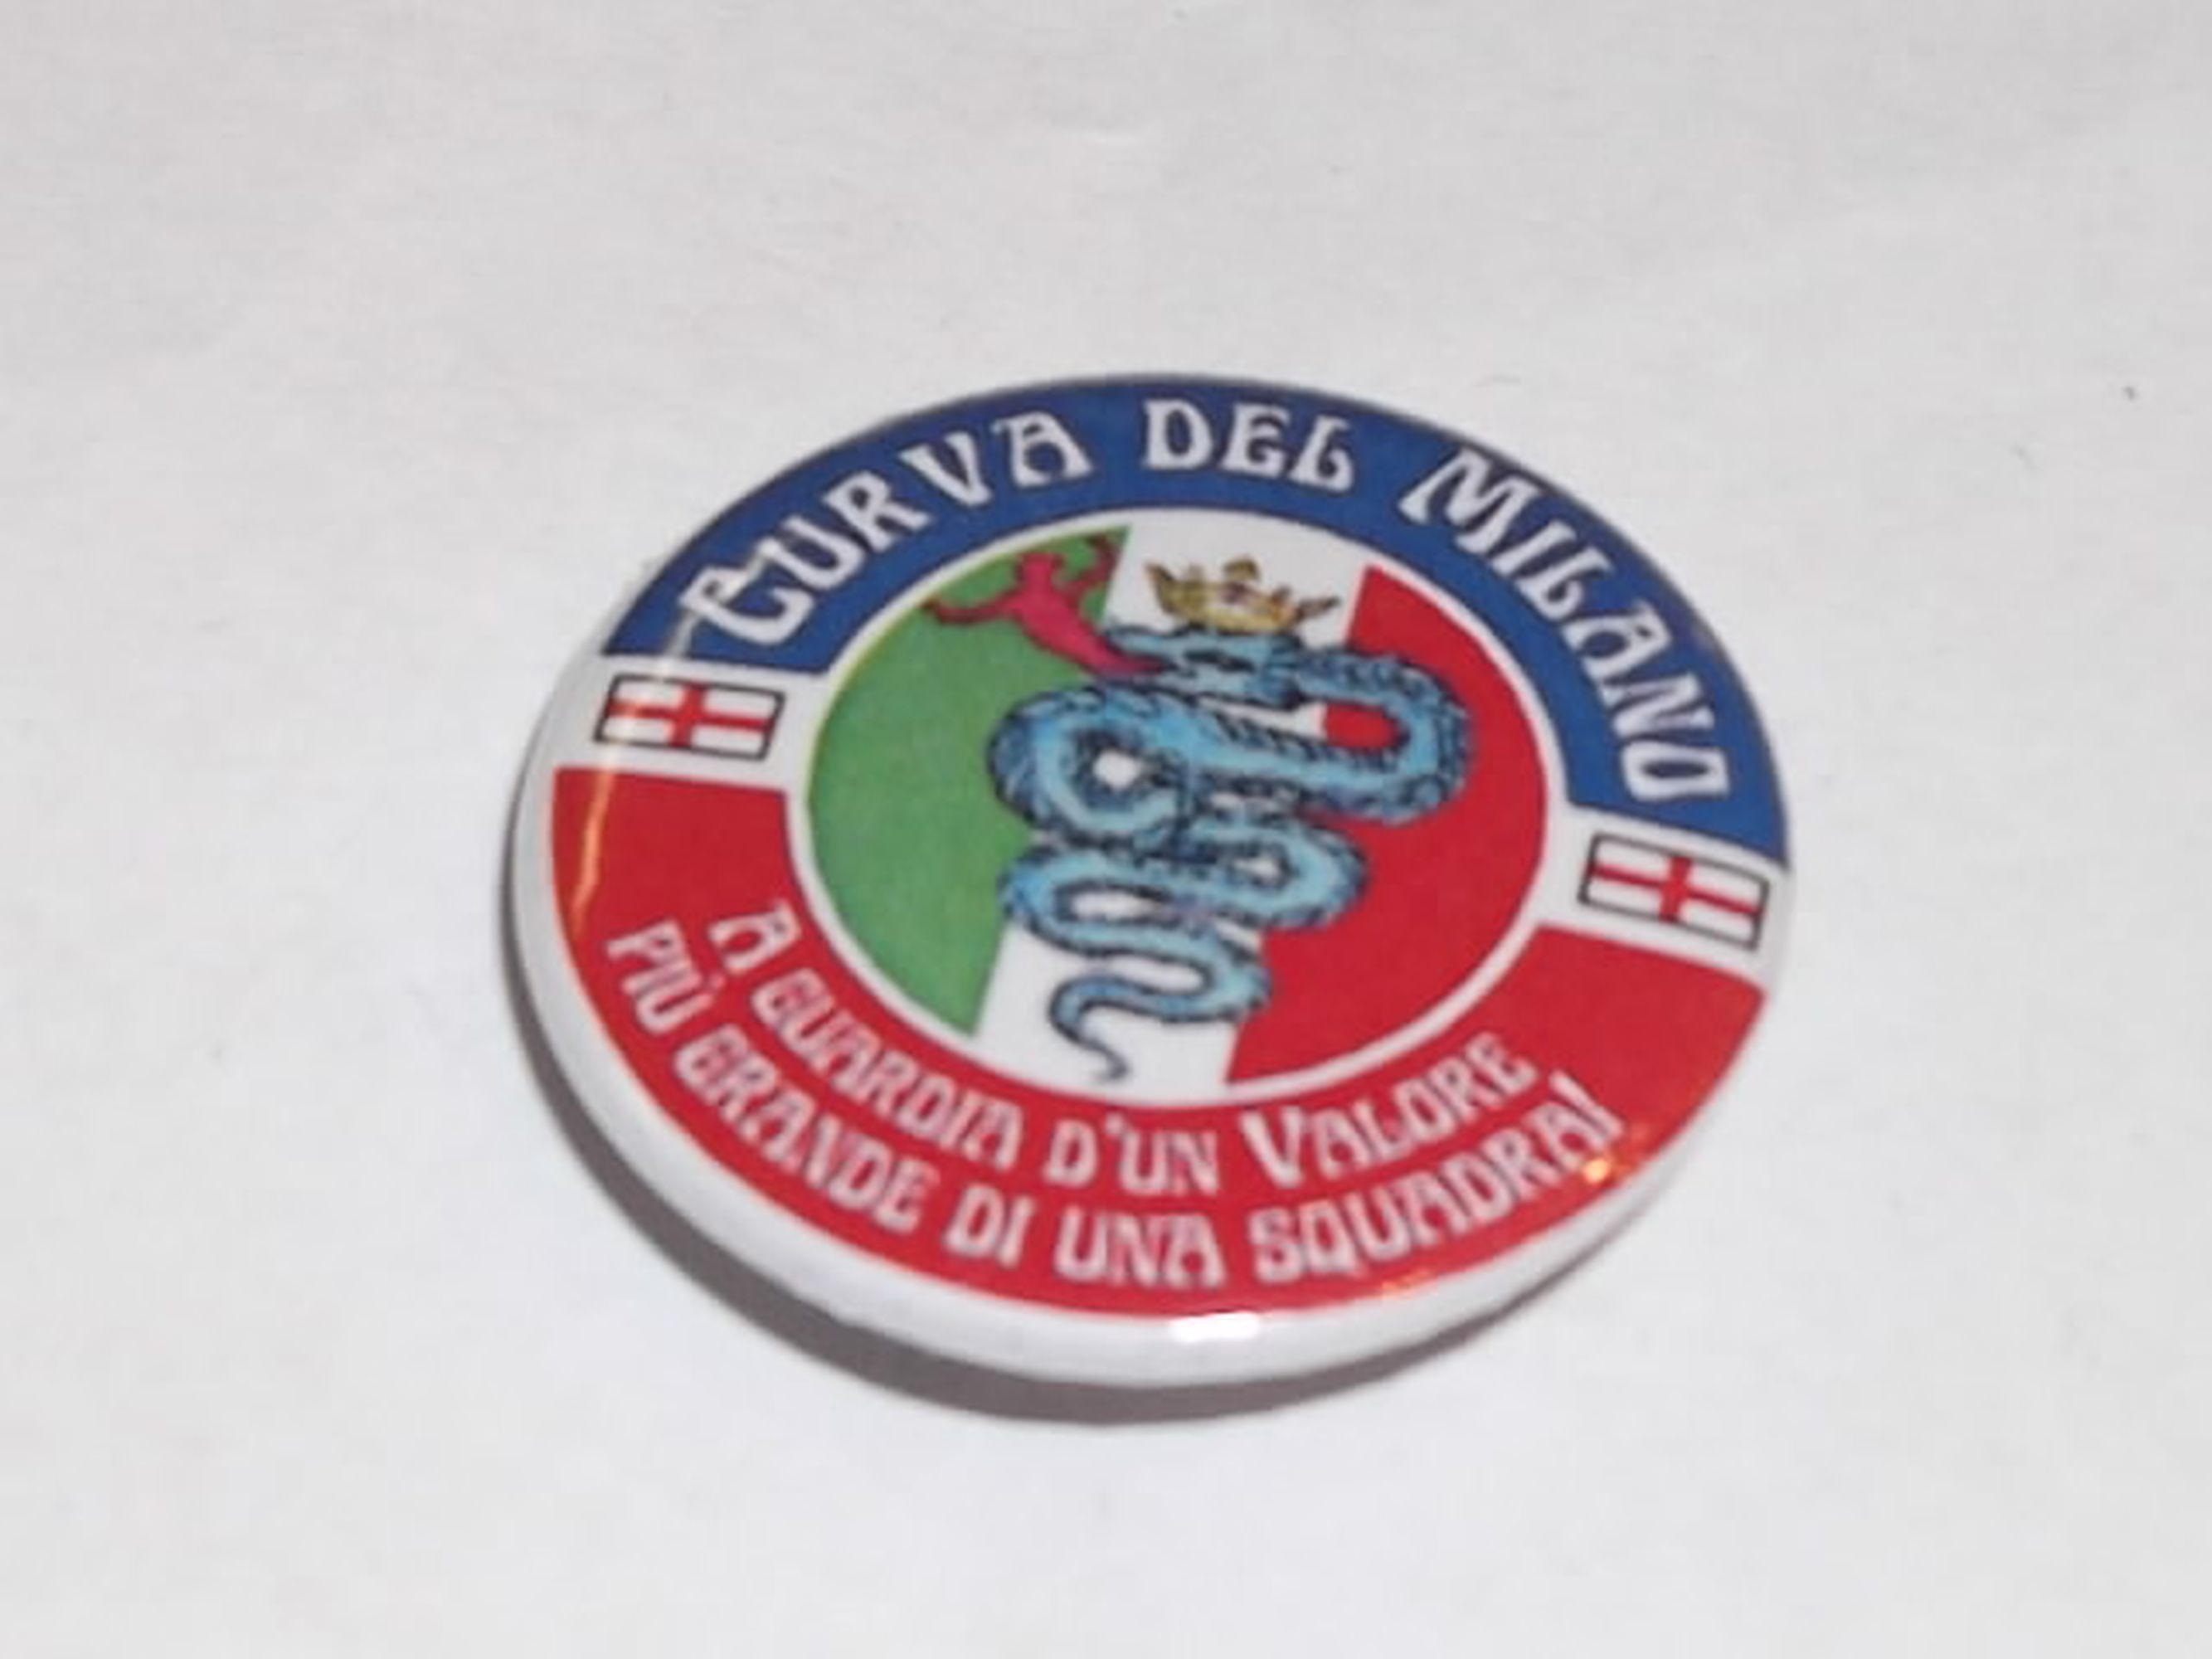 CURVA DEL MILANO
A GUARDIA D'UN VALORE
PIÙ GRANDE DI UNA SQUADRA!